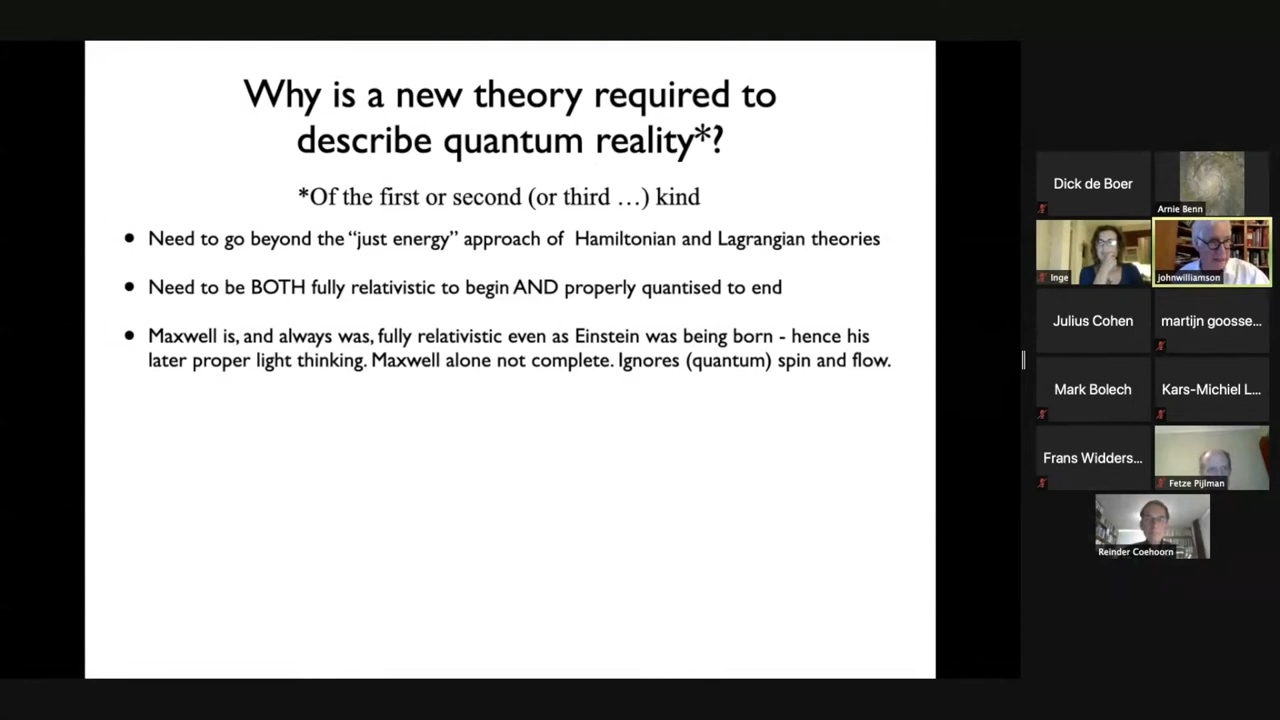 Why is a new theory required to
describe quantum reality*?
*Of the first or second (or third ...) kind
• Need to go beyond the “just energy” approach of Hamiltonian and Lagrangian theories
• Need to be BOTH fully relativistic to begin AND properly quantised to end
• Maxwell is, and always was, fully relativistic even as Einstein was being born - hence his
later proper light thinking. Maxwell alone not complete. Ignores (quantum) spin and flow.
Dick de Boer
Arnie Benn
Inge
johnwilliamson
Julius Cohen
martijn goosse...
Mark Bolech
Kars-Michiel L...
Frans Widders...
Fetze Pijlman
Reinder Coehoorn